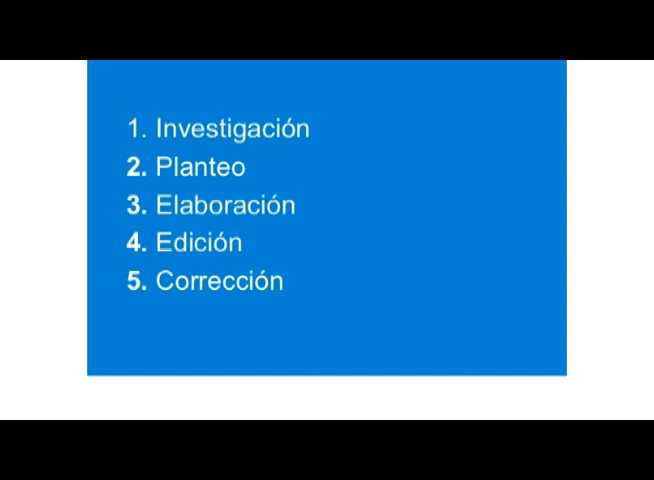 1. Investigación
2. Planteo
3. Elaboración
4. Edición
5. Corrección